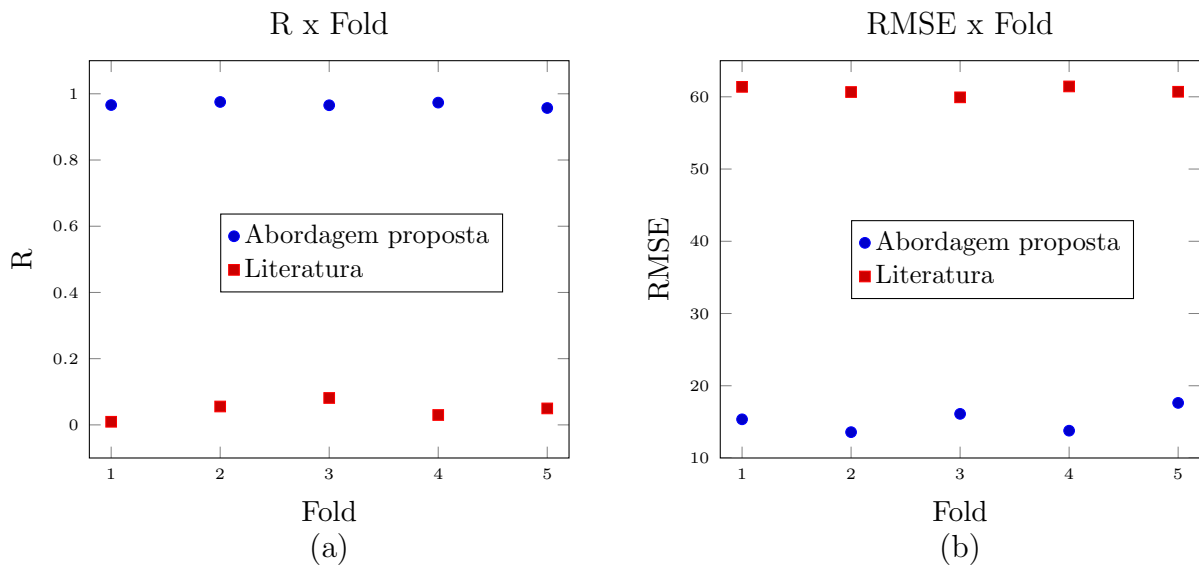 R x Fold
1
0.8
0.6
0.4
0.2
0
R
Abordagem proposta
Literatura
1 2 3 4 5
Fold
(a)
RMSE x Fold
60
50
40
30
20
10
RMSE
Abordagem proposta
Literatura
1 2 3 4 5
Fold
(b)